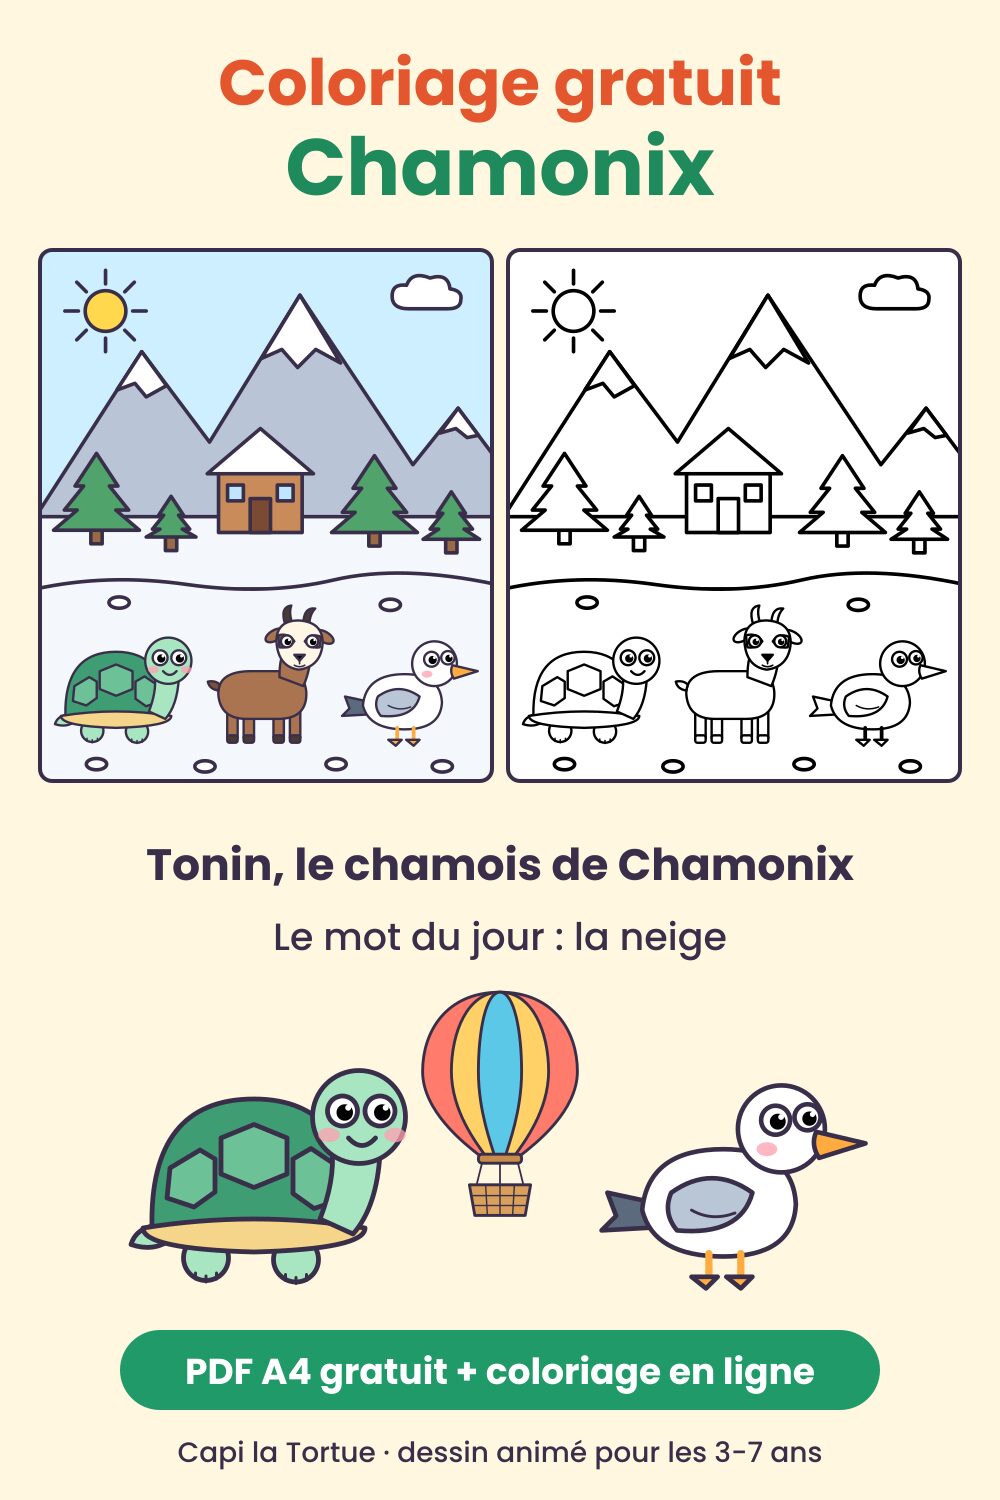 Coloriage gratuit
Chamonix
Tonin, le chamois de Chamonix
Le mot du jour : la neige
PDF A4 gratuit + coloriage en ligne
Capi la Tortue · dessin animé pour les 3-7 ans